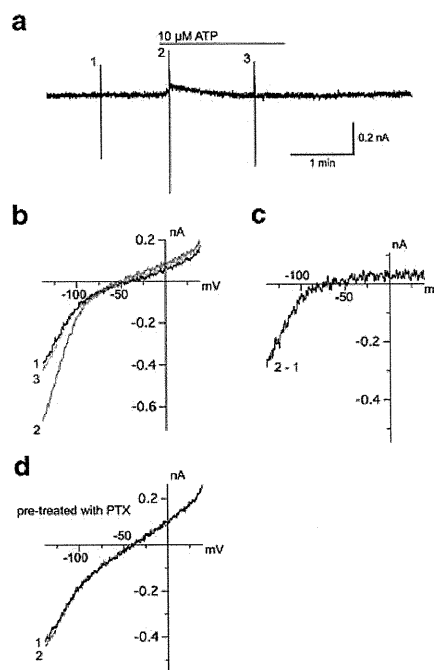 a
10 µM ATP
1
2
3
0.2 nA
1 min
b
nA
0.2
-100
-50
mV
-0.2
-0.4
-0.6
1
3
2
c
nA
-100
-50
m
-0.2
-0.4
2 - 1
d
nA
pre-treated with PTX
0.2
-50
-100
mV
-0.2
-0.4
1
2